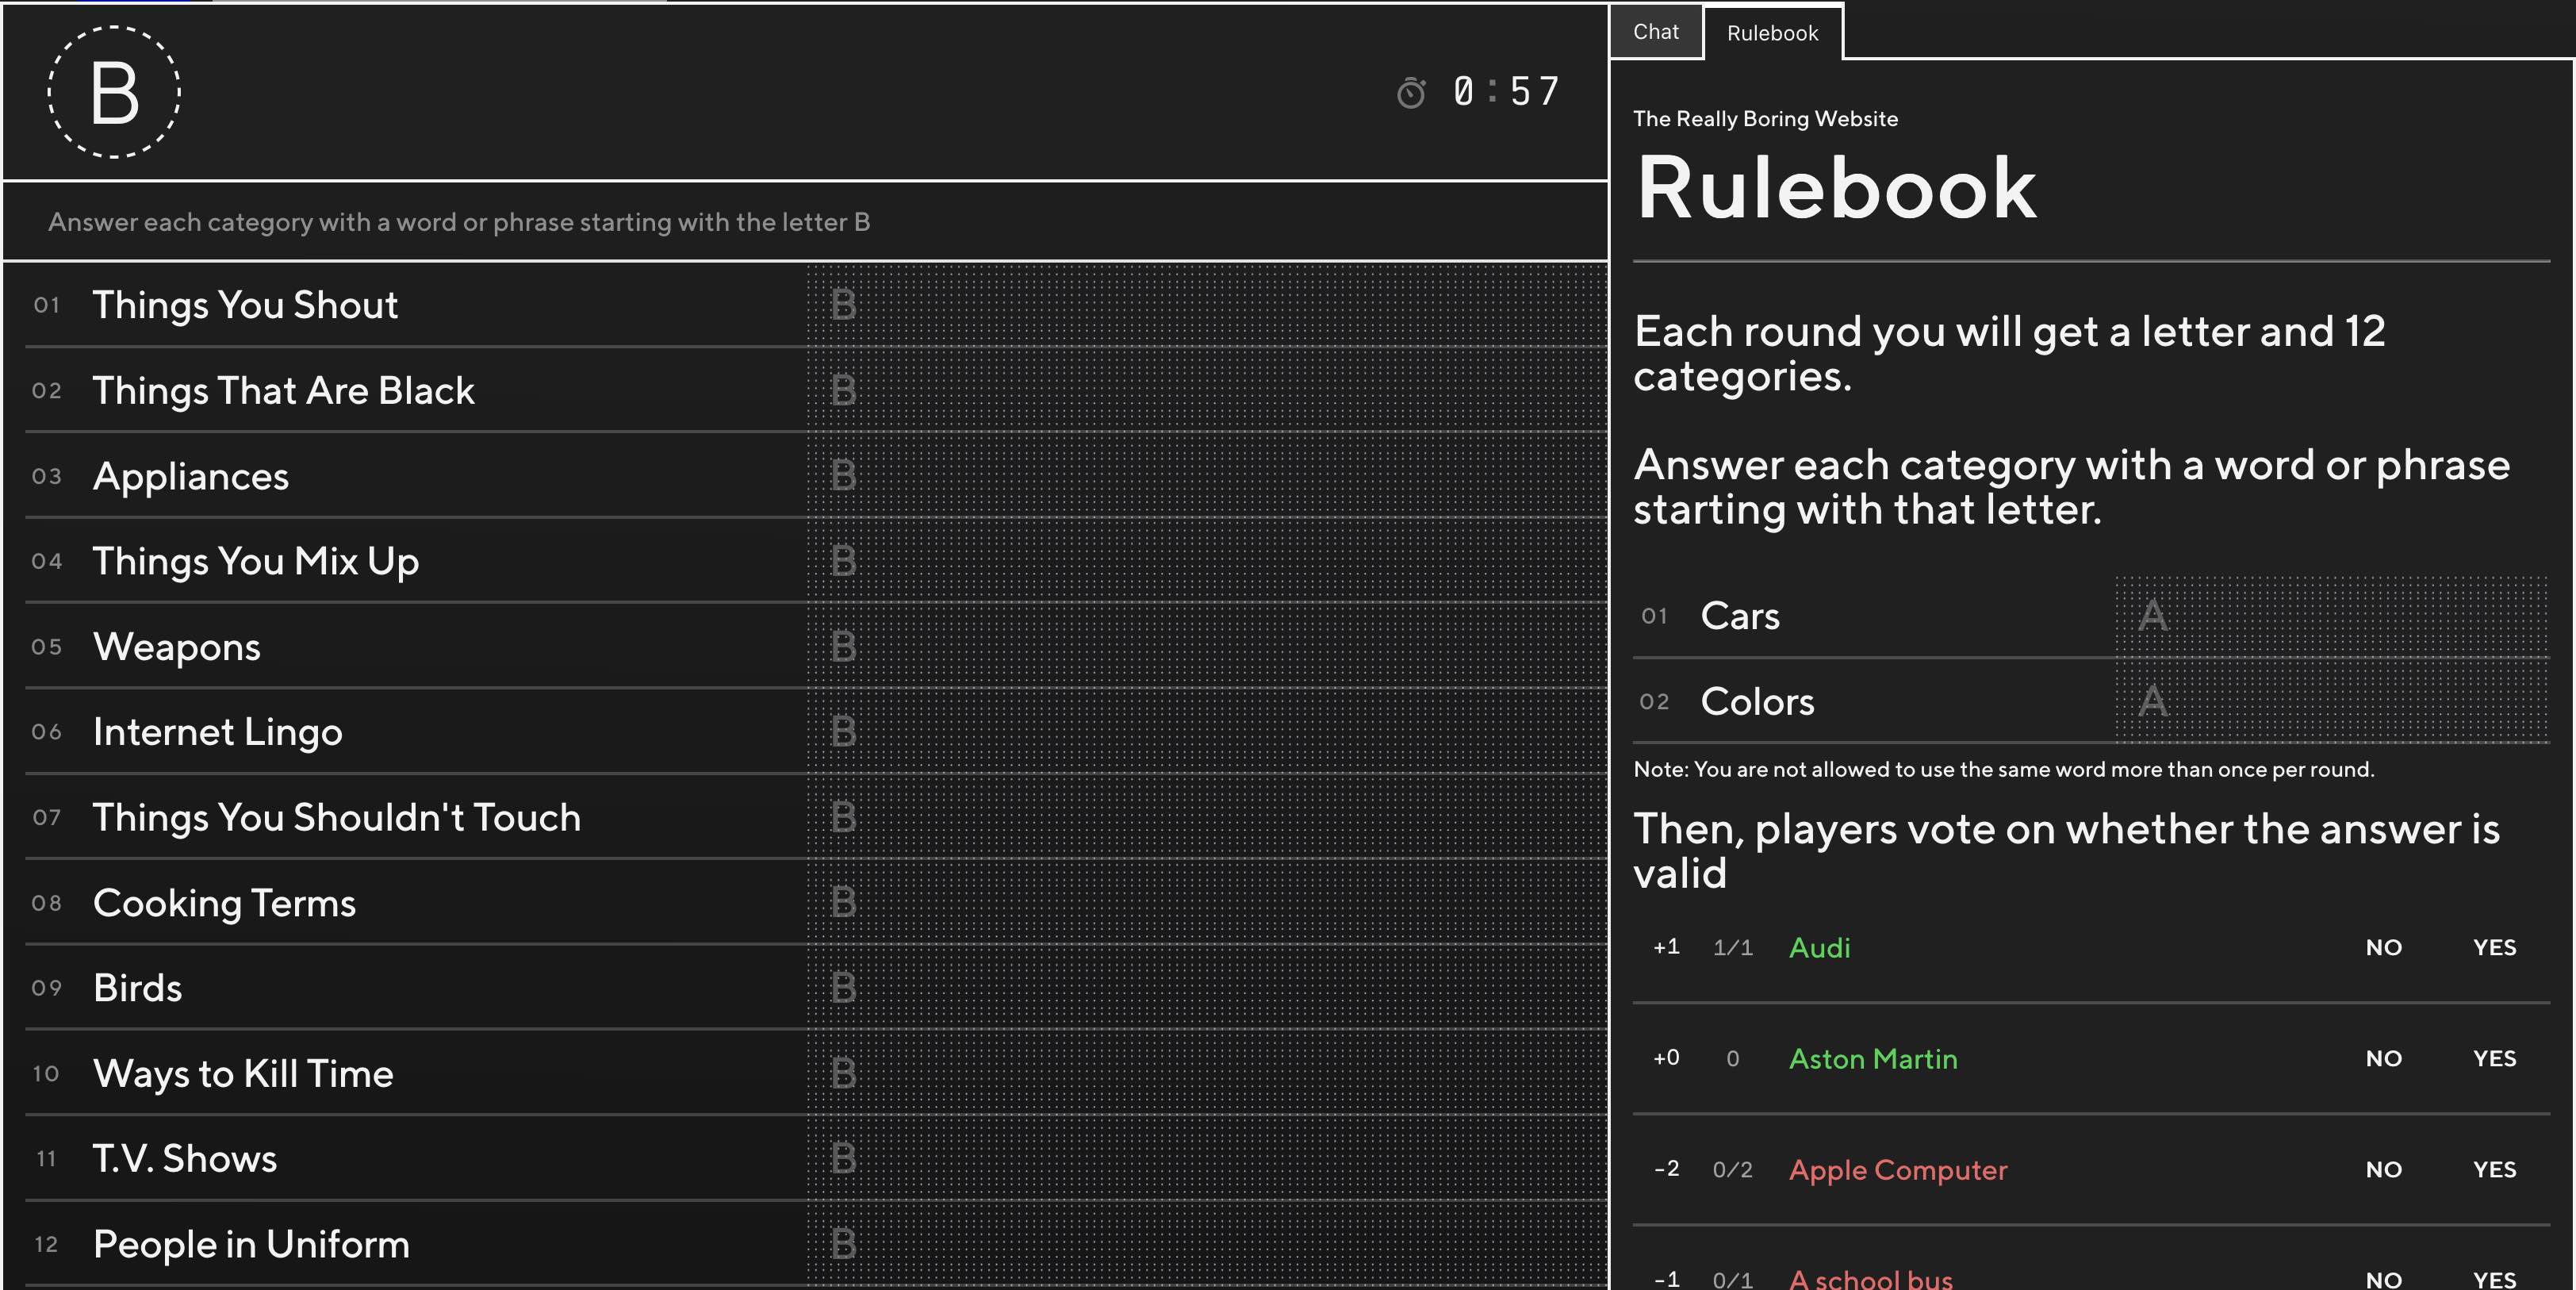 B
0:57
Answer each category with a word or phrase starting with the letter B
01 Things You Shout B
02 Things That Are Black B
03 Appliances B
04 Things You Mix Up B
05 Weapons B
06 Internet Lingo B
07 Things You Shouldn't Touch B
08 Cooking Terms B
09 Birds B
10 Ways to Kill Time B
11 T.V. Shows B
12 People in Uniform B
Chat Rulebook
The Really Boring Website
Rulebook
Each round you will get a letter and 12
categories.
Answer each category with a word or phrase
starting with that letter.
01 Cars A
02 Colors A
Note: You are not allowed to use the same word more than once per round.
Then, players vote on whether the answer is
valid
+1 1/1 Audi NO YES
+0 0 Aston Martin NO YES
-2 0/2 Apple Computer NO YES
-1 0/1 A school bus NO YES